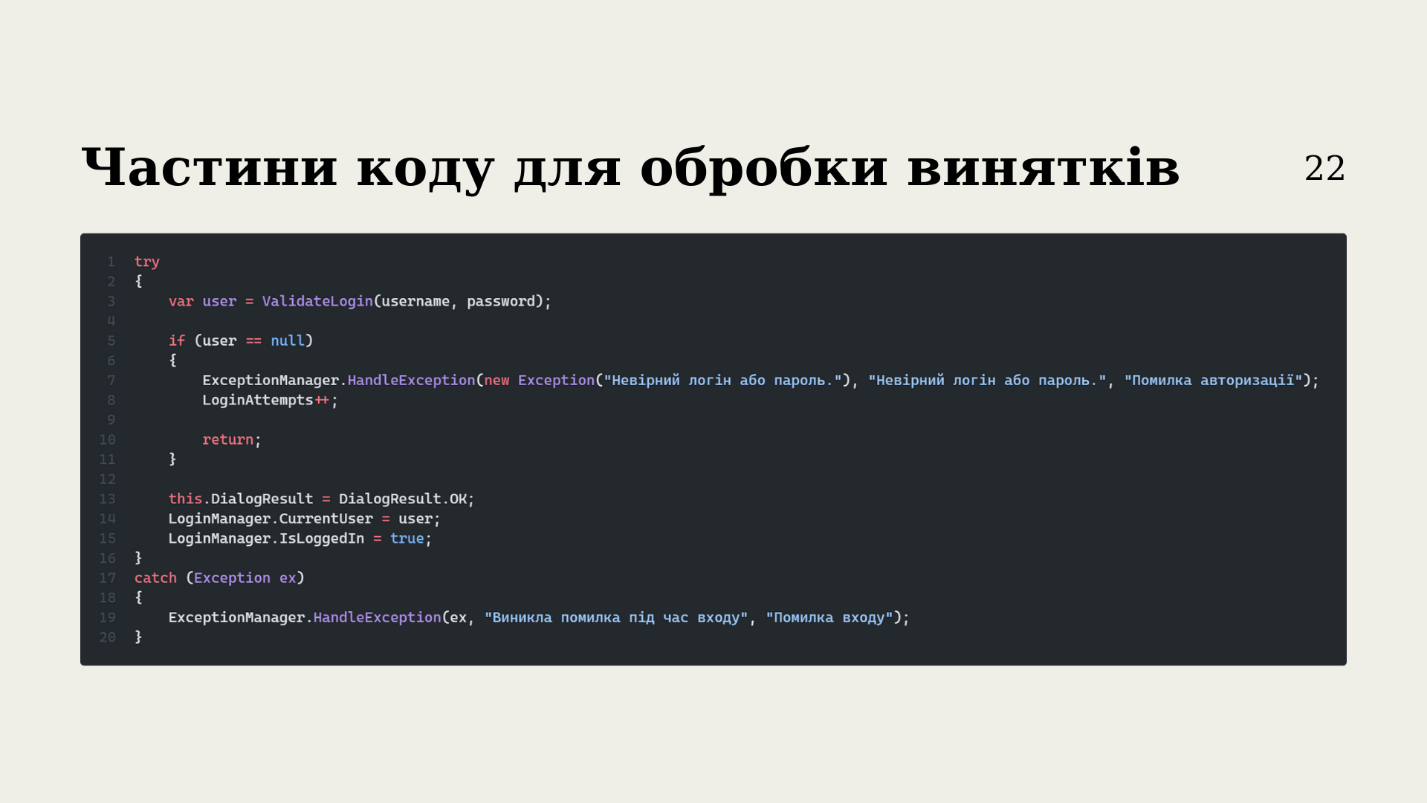 Частини коду для обробки винятків
22
1 try
2 {
3     var user = ValidateLogin(username, password);
4
5     if (user == null)
6     {
7         ExceptionManager.HandleException(new Exception("Невірний логін або пароль."), "Невірний логін або пароль.", "Помилка авторизації");
8         LoginAttempts++;
9
10         return;
11     }
12
13     this.DialogResult = DialogResult.OK;
14     LoginManager.CurrentUser = user;
15     LoginManager.IsLoggedIn = true;
16 }
17 catch (Exception ex)
18 {
19     ExceptionManager.HandleException(ex, "Виникла помилка під час входу", "Помилка входу");
20 }